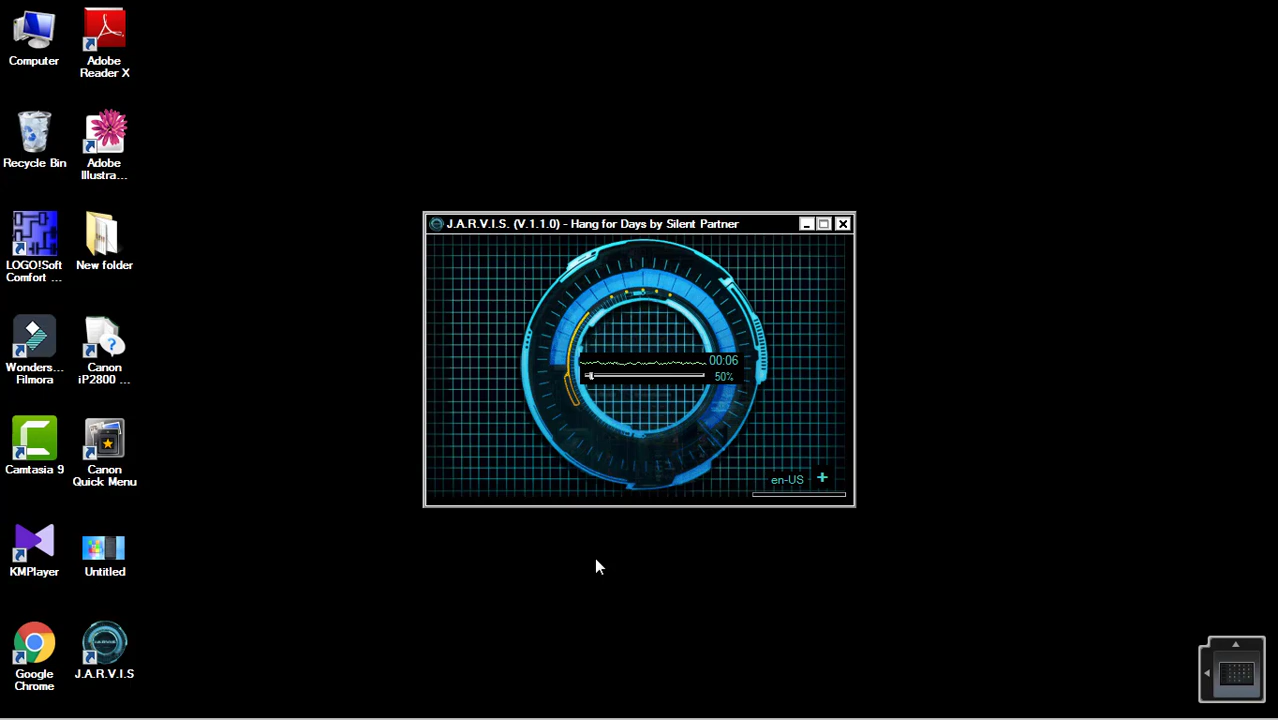 Computer
Adobe
Reader X
Recycle Bin
Adobe
Illustra...
LOGO!Soft
Comfort ...
New folder
Wonders...
Filmora
Canon
iP2800 ...
Camtasia 9
Canon
Quick Menu
KMPlayer
Untitled
Google
Chrome
J.A.R.V.I.S
J.A.R.V.I.S. (V.1.1.0) - Hang for Days by Silent Partner
00:06
50%
en-US +